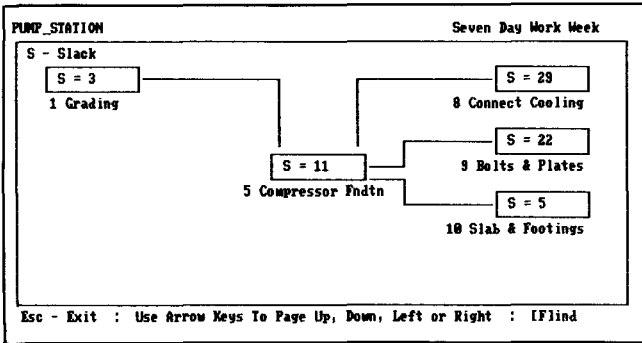 PUMP_STATION Seven Day Work Week
S - Slack
S = 3 S = 29
1 Grading 8 Connect Cooling
S = 22
S = 11 9 Bolts & Plates
5 Compressor Fndtn
S = 5
10 Slab & Footings
Esc - Exit : Use Arrow Keys To Page Up, Down, Left or Right : [F]ind